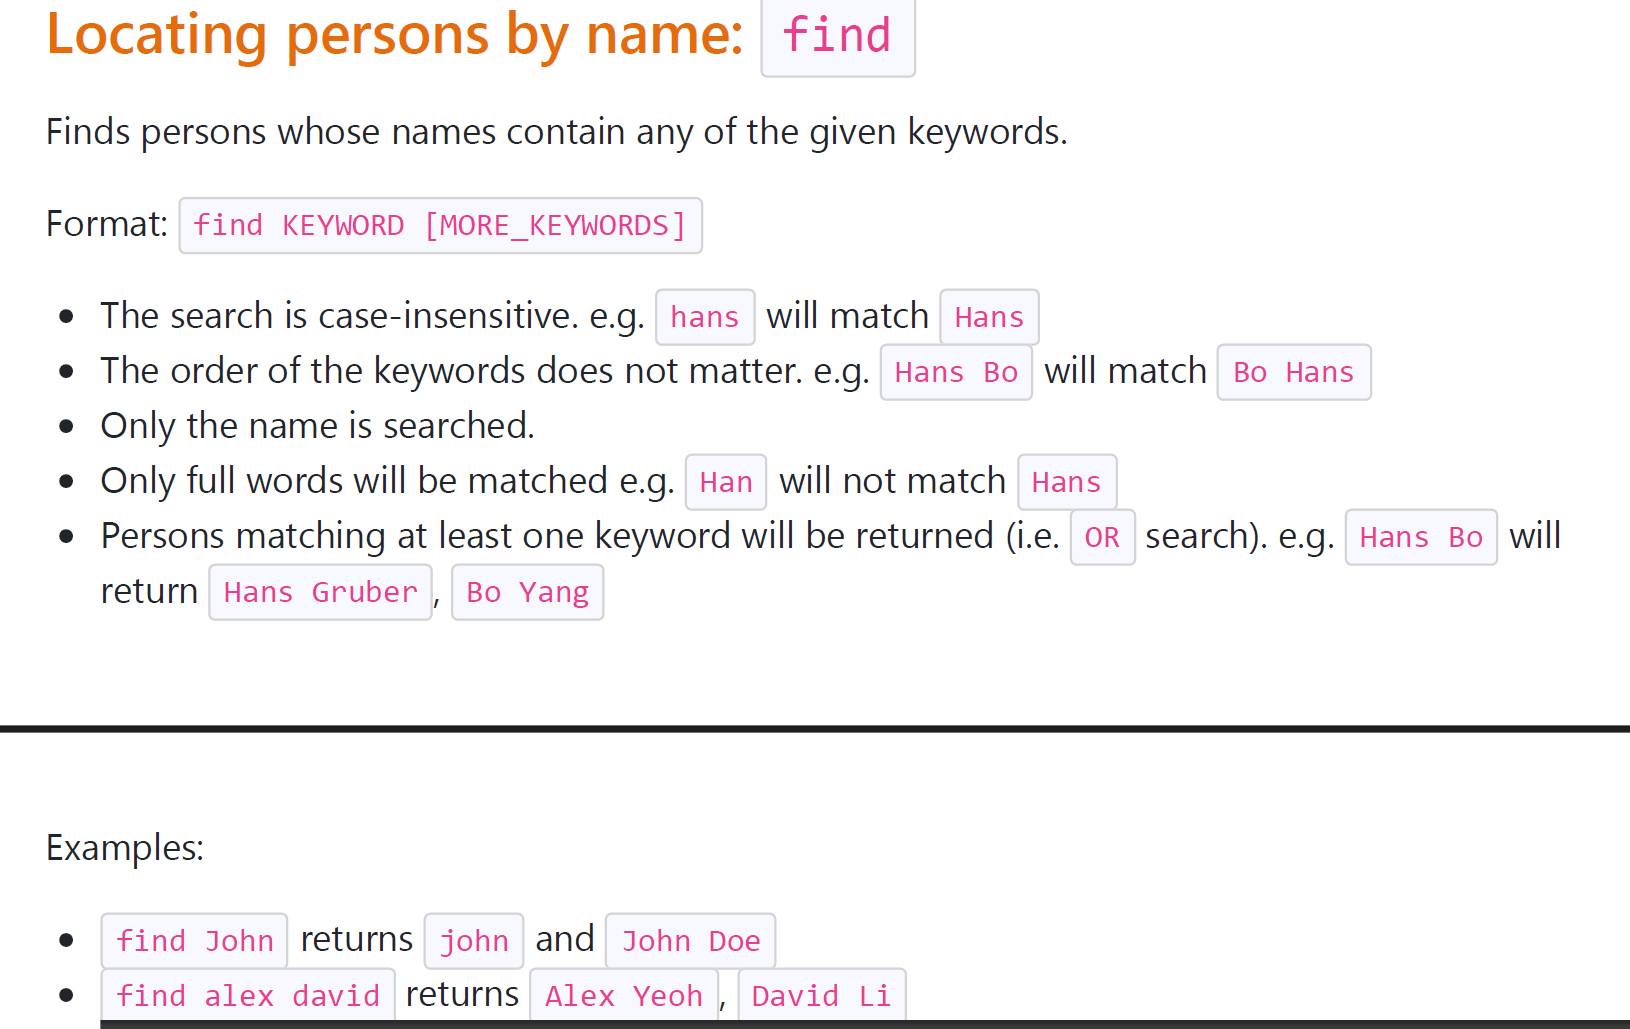 Locating persons by name: find
Finds persons whose names contain any of the given keywords.
Format: find KEYWORD [MORE_KEYWORDS]
The search is case-insensitive. e.g. hans will match Hans
The order of the keywords does not matter. e.g. Hans Bo will match Bo Hans
Only the name is searched.
Only full words will be matched e.g. Han will not match Hans
Persons matching at least one keyword will be returned (i.e. OR search). e.g. Hans Bo will
return Hans Gruber, Bo Yang
Examples:
find John returns john and John Doe
find alex david returns Alex Yeoh, David Li